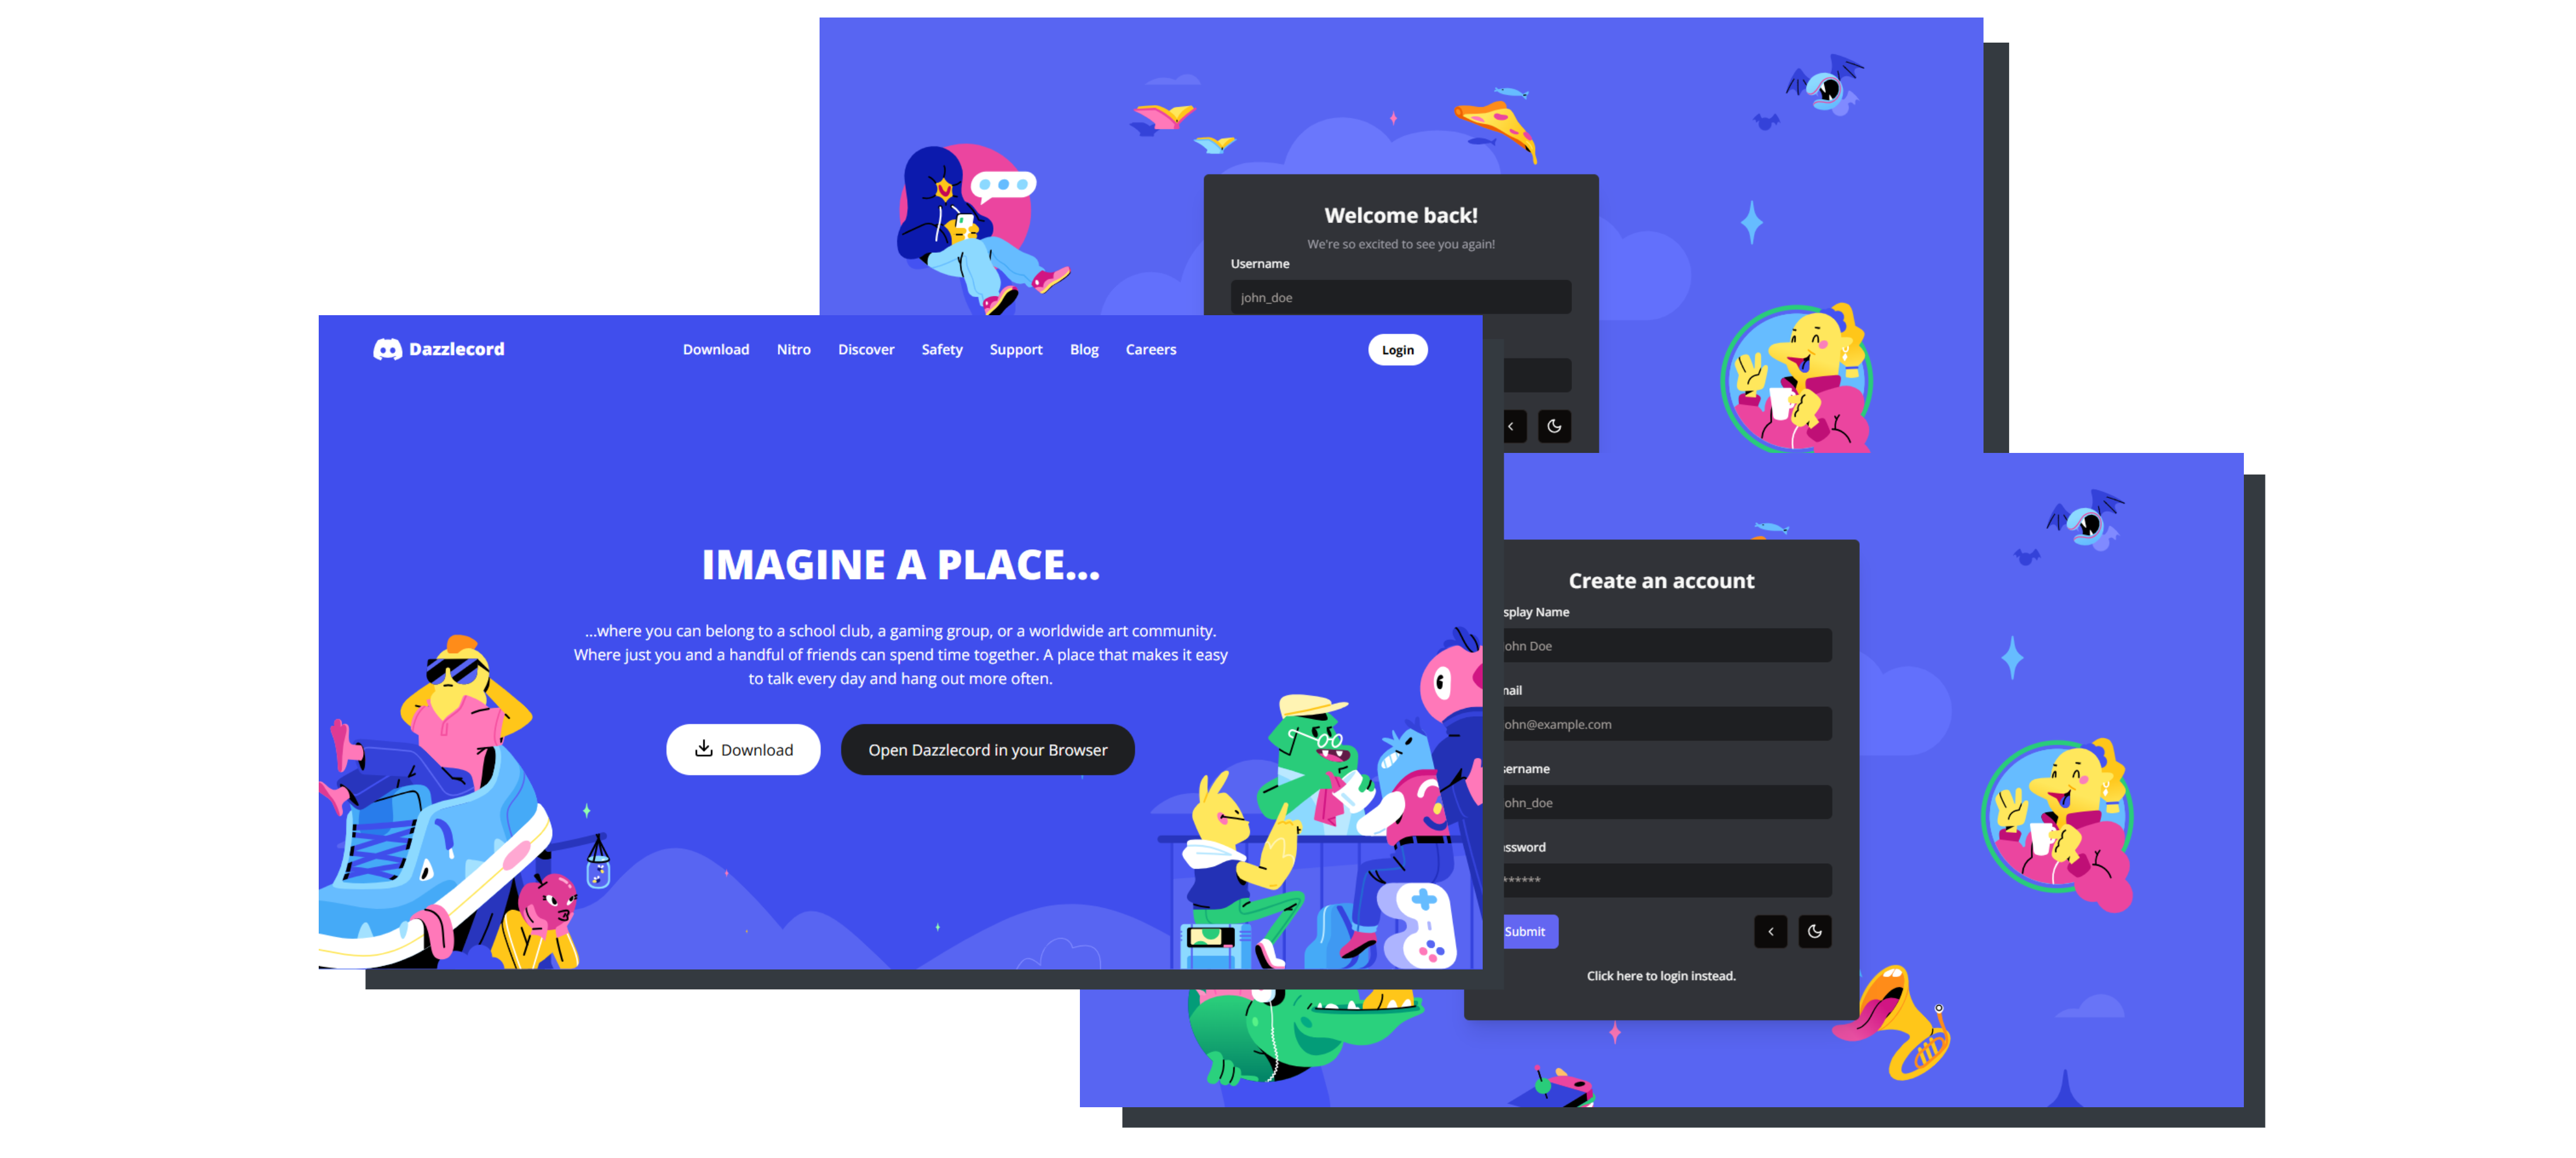 Welcome back!
We're so excited to see you again!
Username
john_doe
Dazzlecord
Download Nitro Discover Safety Support Blog Careers
Login
IMAGINE A PLACE...
...where you can belong to a school club, a gaming group, or a worldwide art community.
Where just you and a handful of friends can spend time together. A place that makes it easy
to talk every day and hang out more often.
Download
Open Dazzlecord in your Browser
Create an account
splay Name
ohn Doe
nail
ohn@example.com
sername
ohn_doe
assword
******
Submit
Click here to login instead.